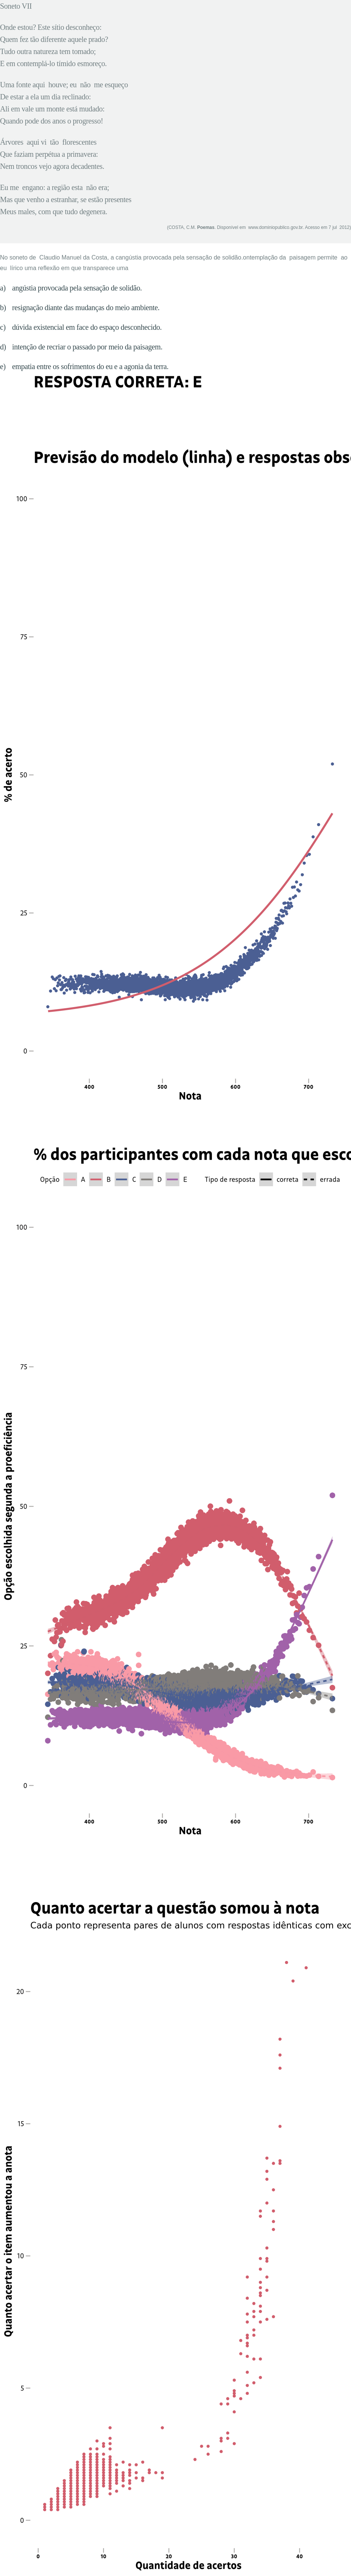 Soneto VII
Onde estou? Este sítio desconheço:
Quem fez tão diferente aquele prado?
Tudo outra natureza tem tomado;
E em contemplá-lo tímido esmoreço.
Uma fonte aqui houve; eu não me esqueço
De estar a ela um dia reclinado:
Ali em vale um monte está mudado:
Quando pode dos anos o progresso!
Árvores aqui vi tão florescentes
Que faziam perpétua a primavera:
Nem troncos vejo agora decadentes.
Eu me engano: a região esta não era;
Mas que venho a estranhar, se estão presentes
Meus males, com que tudo degenera.
(COSTA, C.M. Poemas. Disponivel em www.dominiopublico.gov.br. Acesso em 7 jul 2012)
No soneto de Claudio Manuel da Costa, a cangústia provocada pela sensação de solidão.ontemplação da paisagem permite ao
eu lírico uma reflexão em que transparece uma
a) angústia provocada pela sensação de solidão.
b) resignação diante das mudanças do meio ambiente.
c) dúvida existencial em face do espaço desconhecido.
d) intenção de recriar o passado por meio da paisagem.
e) empatia entre os sofrimentos do eu e a agonia da terra.
RESPOSTA CORRETA: E
Previsão do modelo (linha) e respostas obs
100
75
50
25
0
% de acerto
400 500 600 700
Nota
% dos participantes com cada nota que esco
Opção A B C D E Tipo de resposta correta errada
100
75
50
25
0
Opção escolhida segunda a proeficiência
400 500 600 700
Nota
Quanto acertar a questão somou à nota
Cada ponto representa pares de alunos com respostas idênticas com exc
20
15
10
5
0
Quanto acertar o item aumentou a anota
0 10 20 30 40
Quantidade de acertos